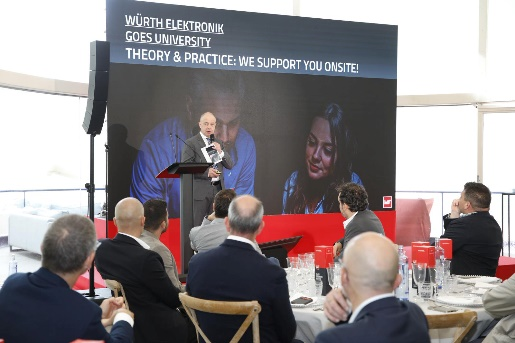 WÜRTH ELEKTRONIK
GOES UNIVERSITY
THEORY & PRACTICE: WE SUPPORT YOU ONSITE!